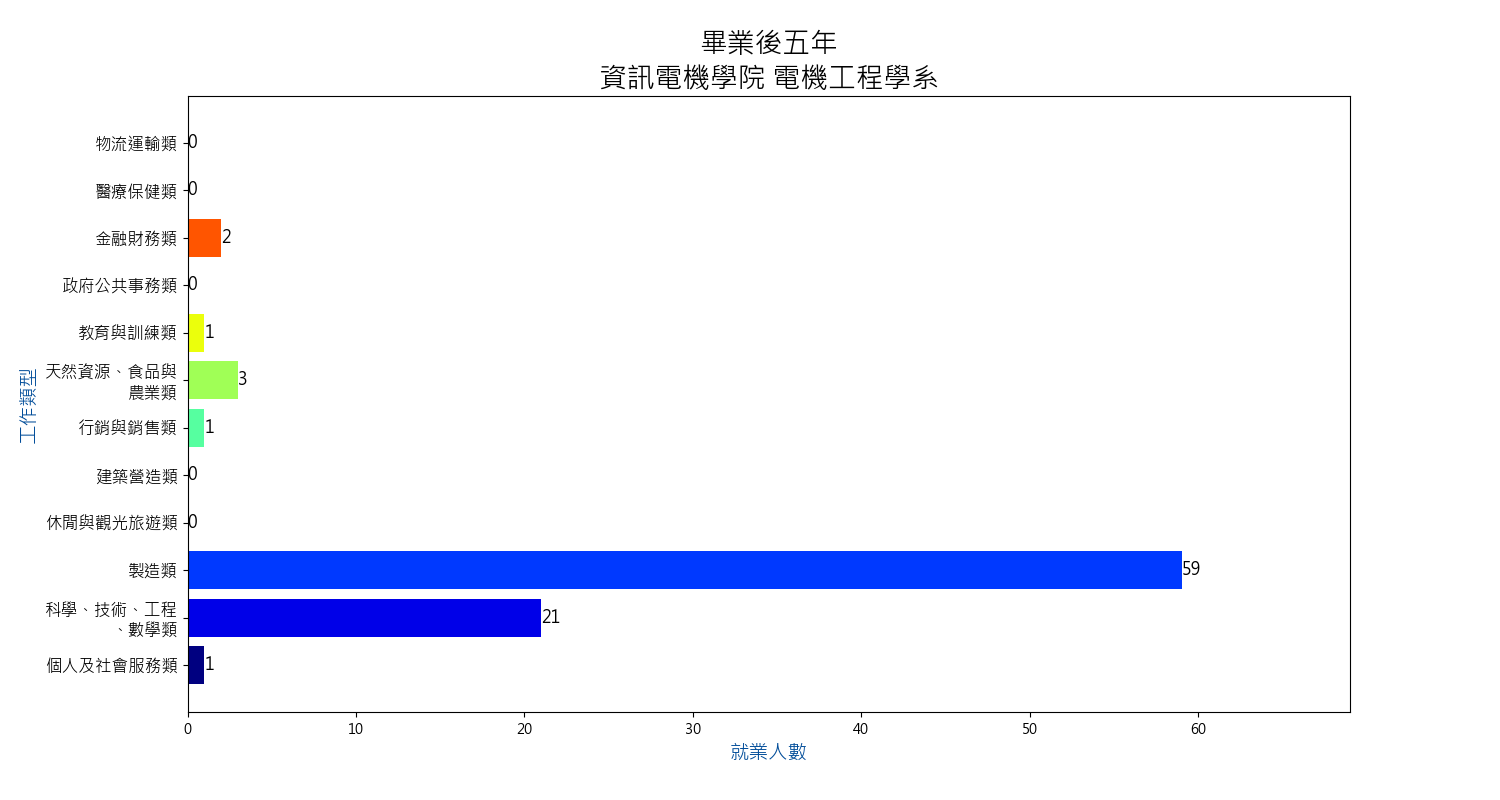 畢業後五年
資訊電機學院 電機工程學系
物流運輸類 0
醫療保健類 0
金融財務類 2
政府公共事務類 0
教育與訓練類 1
天然資源、食品與
農業類 3
行銷與銷售類 1
建築營造類 0
休閒與觀光旅遊類 0
製造類 59
科學、技術、工程
、數學類 21
個人及社會服務類 1
工作類型
0 10 20 30 40 50 60
就業人數